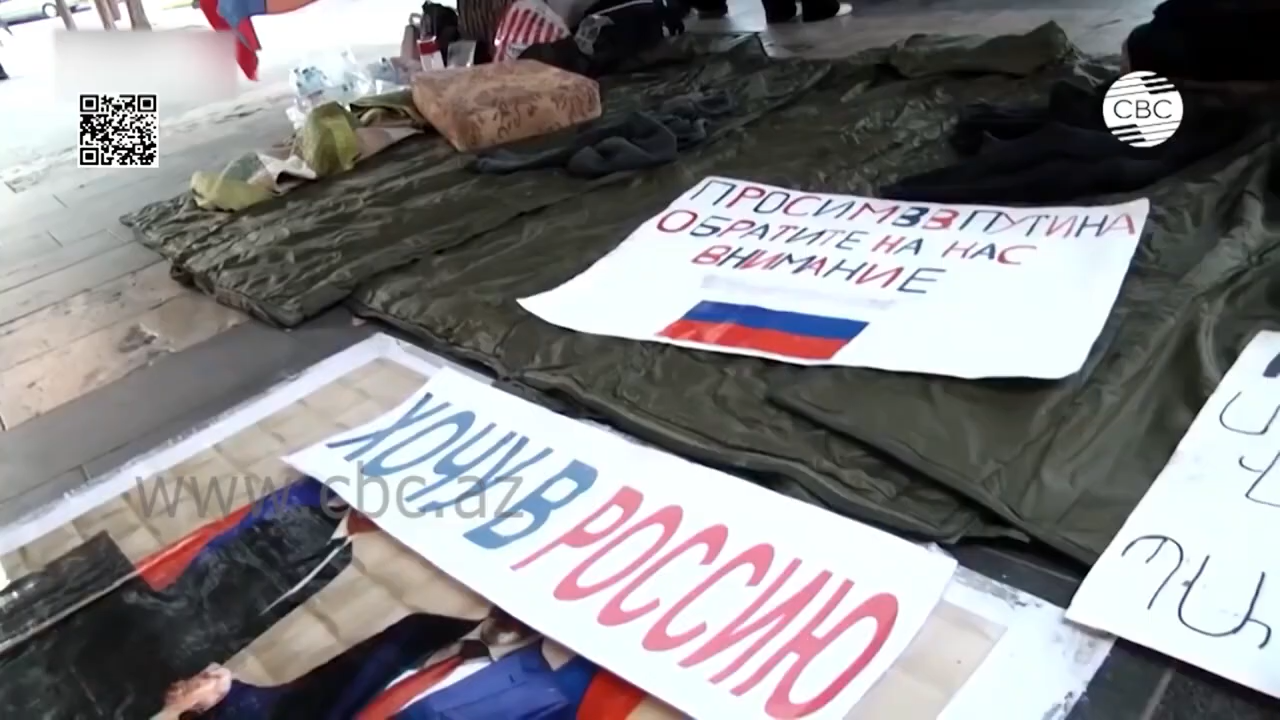 CBC
ПРОСИМ ВВ ПУТИНА
ОБРАТИТЕ НА НАС
ВНИМАНИЕ
www.cbc.az
ХОЧУ В РОССИЮ